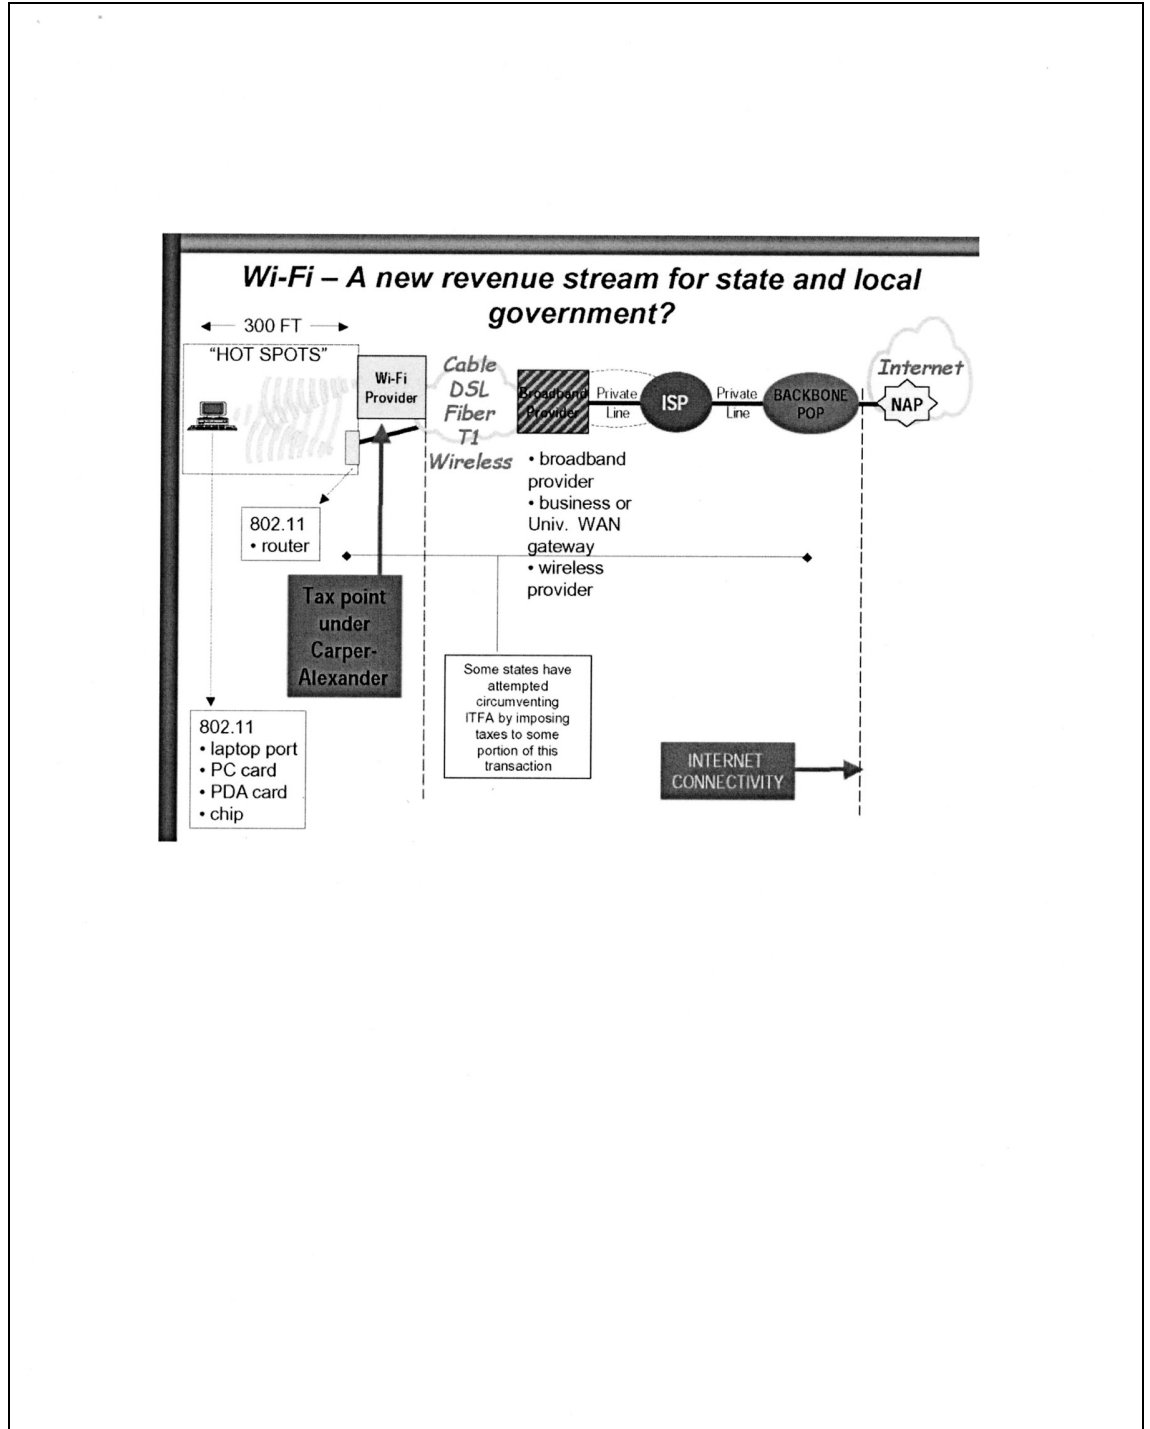 Wi-Fi – A new revenue stream for state and local
government?
300 FT
"HOT SPOTS"
Wi-Fi
Provider
Cable
DSL
Fiber
T1
Wireless
Broadband
Provider
Private
Line
ISP
Private
Line
BACKBONE
POP
Internet
NAP
• broadband
provider
• business or
Univ. WAN
gateway
• wireless
provider
802.11
• router
Tax point
under
Carper-
Alexander
Some states have
attempted
circumventing
ITFA by imposing
taxes to some
portion of this
transaction
802.11
• laptop port
• PC card
• PDA card
• chip
INTERNET
CONNECTIVITY